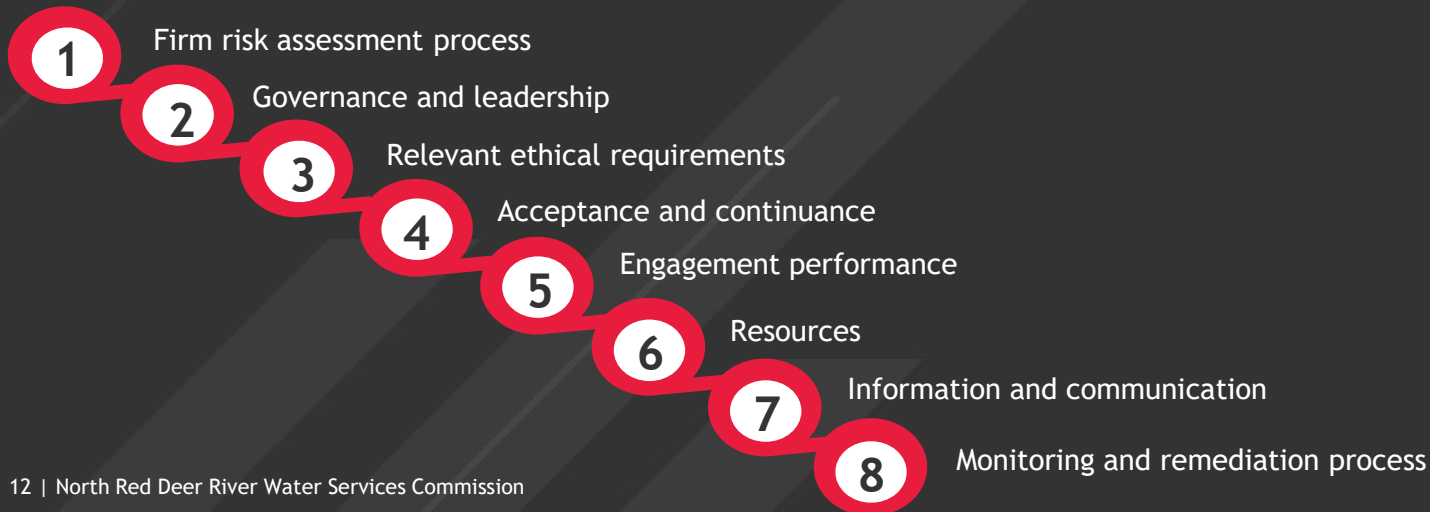 1 Firm risk assessment process
2 Governance and leadership
3 Relevant ethical requirements
4 Acceptance and continuance
5 Engagement performance
6 Resources
7 Information and communication
8 Monitoring and remediation process
12 | North Red Deer River Water Services Commission